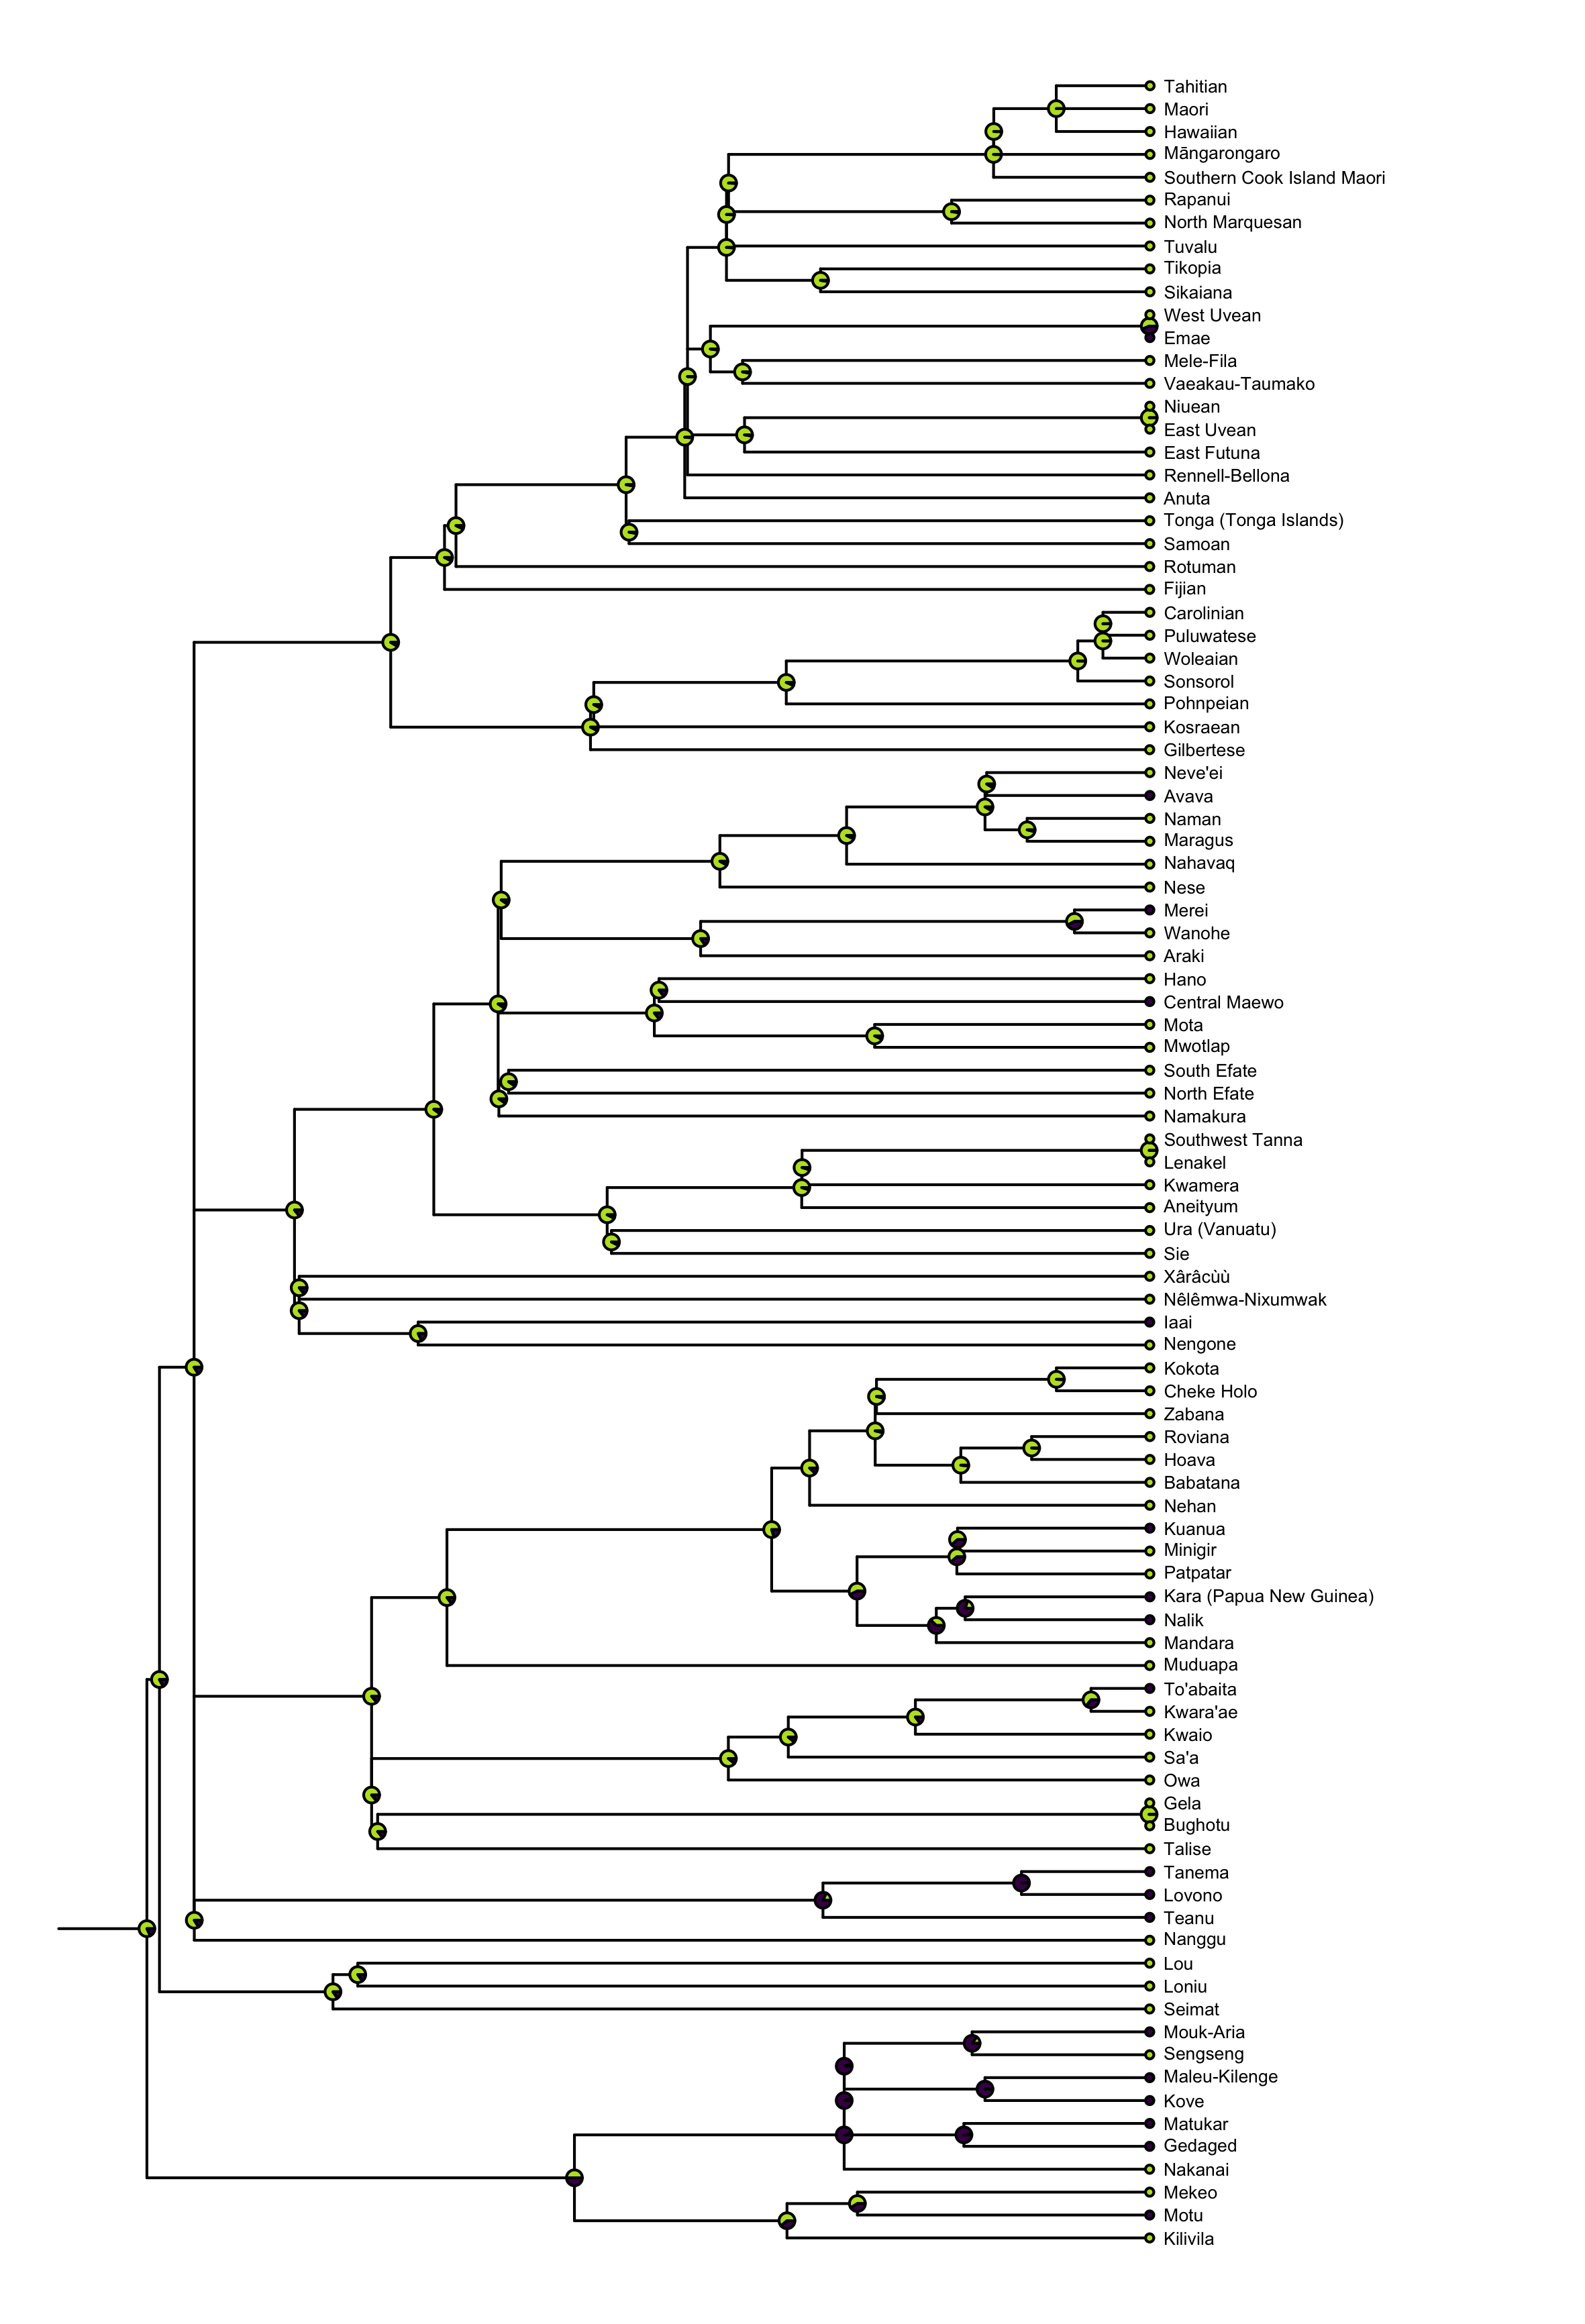 Tahitian
Maori
Hawaiian
Māngarongaro
Southern Cook Island Maori
Rapanui
North Marquesan
Tuvalu
Tikopia
Sikaiana
West Uvean
Emae
Mele-Fila
Vaeakau-Taumako
Niuean
East Uvean
East Futuna
Rennell-Bellona
Anuta
Tonga (Tonga Islands)
Samoan
Rotuman
Fijian
Carolinian
Puluwatese
Woleaian
Sonsorol
Pohnpeian
Kosraean
Gilbertese
Neve'ei
Avava
Naman
Maragus
Nahavaq
Nese
Merei
Wanohe
Araki
Hano
Central Maewo
Mota
Mwotlap
South Efate
North Efate
Namakura
Southwest Tanna
Lenakel
Kwamera
Aneityum
Ura (Vanuatu)
Sie
Xârâcùù
Nêlêmwa-Nixumwak
Iaai
Nengone
Kokota
Cheke Holo
Zabana
Roviana
Hoava
Babatana
Nehan
Kuanua
Minigir
Patpatar
Kara (Papua New Guinea)
Nalik
Mandara
Muduapa
To'abaita
Kwara'ae
Kwaio
Sa'a
Owa
Gela
Bughotu
Talise
Tanema
Lovono
Teanu
Nanggu
Lou
Loniu
Seimat
Mouk-Aria
Sengseng
Maleu-Kilenge
Kove
Matukar
Gedaged
Nakanai
Mekeo
Motu
Kilivila